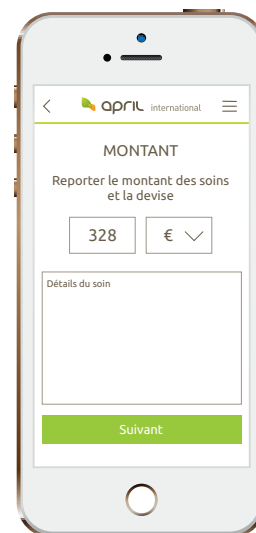 april international
MONTANT
Reporter le montant des soins
et la devise
328 €
Détails du soin
Suivant